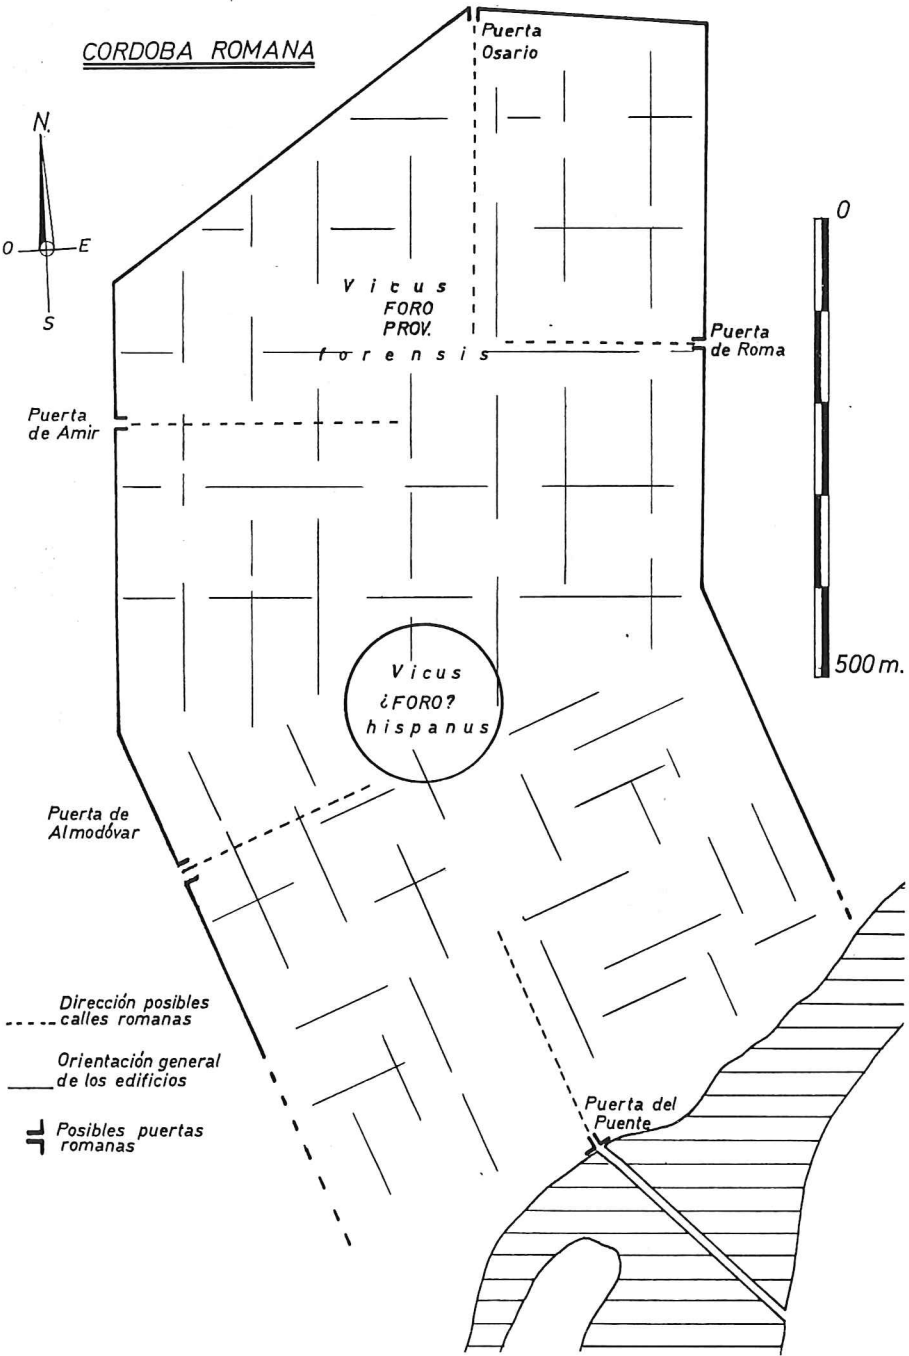 CORDOBA ROMANA
Puerta
Osario
N.
O
E
S
0
500 m.
Vicus
FORO
PROV.
forensis
Puerta
de Roma
Puerta
de Amir
Vicus
¿FORO?
hispanus
Puerta de
Almodóvar
Dirección posibles
calles romanas
Orientación general
de los edificios
Posibles puertas
romanas
Puerta del
Puente